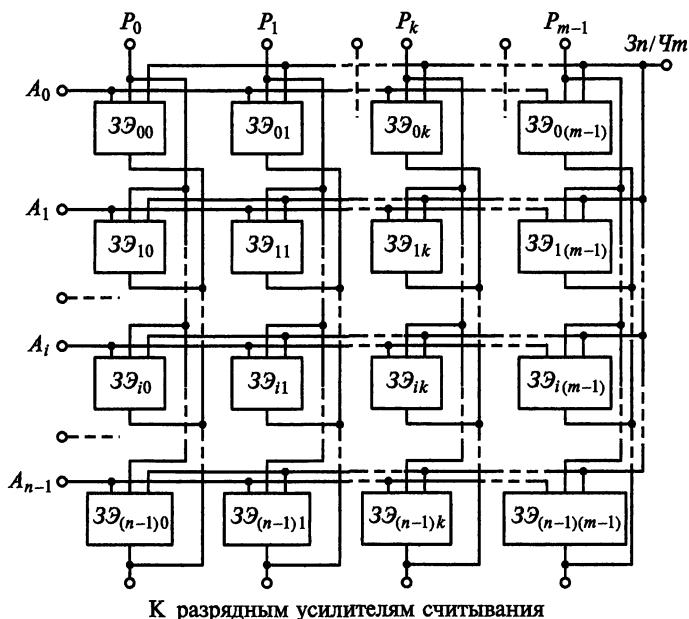 P₀ P₁ Pₖ Pₘ₋₁ Зп/Чт
A₀
ЗЭ₀₀ ЗЭ₀₁ ЗЭ₀ₖ ЗЭ₀₍ₘ₋₁₎
A₁
ЗЭ₁₀ ЗЭ₁₁ ЗЭ₁ₖ ЗЭ₁₍ₘ₋₁₎
Aᵢ
ЗЭᵢ₀ ЗЭᵢ₁ ЗЭᵢₖ ЗЭᵢ₍ₘ₋₁₎
Aₙ₋₁
ЗЭ₍ₙ₋₁₎₀ ЗЭ₍ₙ₋₁₎₁ ЗЭ₍ₙ₋₁₎ₖ ЗЭ₍ₙ₋₁₎₍ₘ₋₁₎
К разрядным усилителям считывания